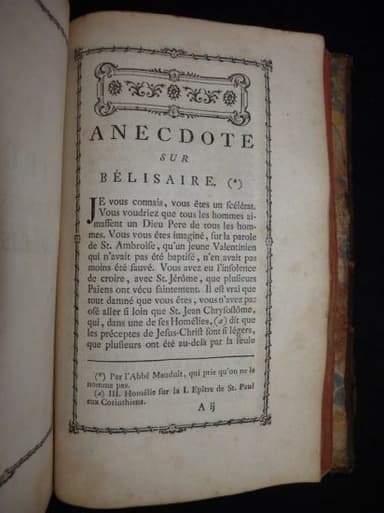 ANECDOTE
SUR
BÉLISAIRE. (*)
JE vous connais, vous êtes un scélérat.
Vous voudriez que tous les hommes ai-
massent un Dieu Pere de tous les hom-
mes. Vous vous êtes imaginé, sur la parole
de St. Ambroise, qu'un jeune Valentinien
qui n'avait pas été baptisé, n'en avait pas
moins été sauvé. Vous avez eu l'insolence
de croire, avec St. Jérôme, que plusieurs
Païens ont vécu saintement. Il est vrai que
tout damné que vous êtes, vous n'avez pas
osé aller si loin que St. Jean Chrysostôme,
qui, dans une de ses Homélies, (a) dit que
les préceptes de Jesus-Christ sont si légers,
que plusieurs ont été au-delà par la seule
(*) Par l'Abbé Mauduit, qui prie qu'on ne le
nomme pas.
(a) III. Homélie sur la I. Epître de St. Paul
aux Corinthiens.
A ij